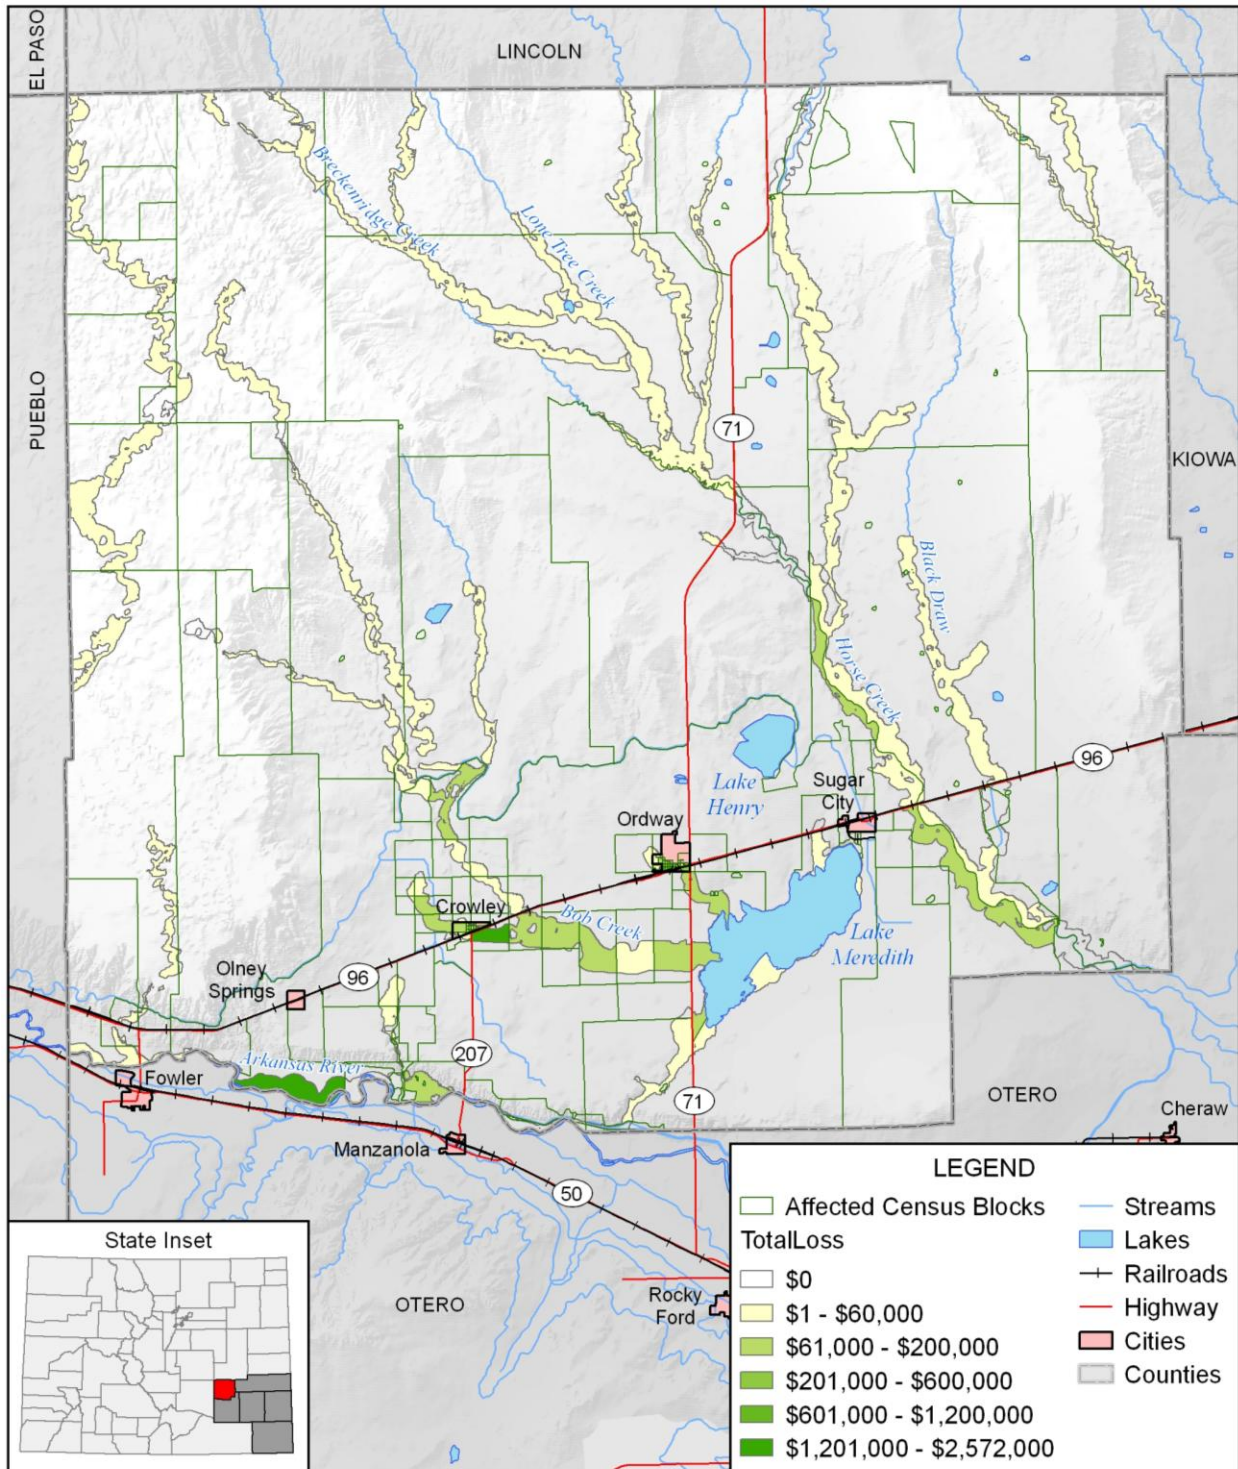 EL PASO
LINCOLN
Breckenridge Creek
Lone Tree Creek
PUEBLO
71
KIOWA
Black Draw
Horse Creek
96
Lake
Henry
Sugar
City
Ordway
Crowley
Bob Creek
Lake
Meredith
Olney
Springs
96
207
Arkansas River
Fowler
71
OTERO
Cheraw
Manzanola
50
OTERO
Rocky
Ford
State Inset
LEGEND
Affected Census Blocks
TotalLoss
$0
$1 - $60,000
$61,000 - $200,000
$201,000 - $600,000
$601,000 - $1,200,000
$1,201,000 - $2,572,000
Streams
Lakes
Railroads
Highway
Cities
Counties